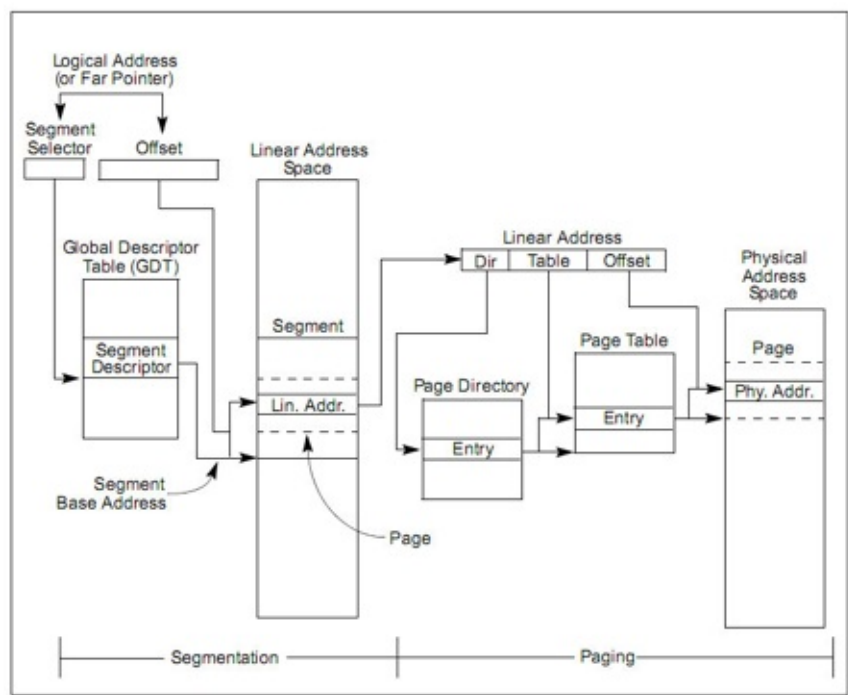 Logical Address
(or Far Pointer)
Segment
Selector
Offset
Linear Address
Space
Global Descriptor
Table (GDT)
Segment
Descriptor
Segment
Lin. Addr.
Segment
Base Address
Page
Linear Address
Dir
Table
Offset
Page Directory
Entry
Page Table
Entry
Physical
Address
Space
Page
Phy. Addr.
Segmentation
Paging